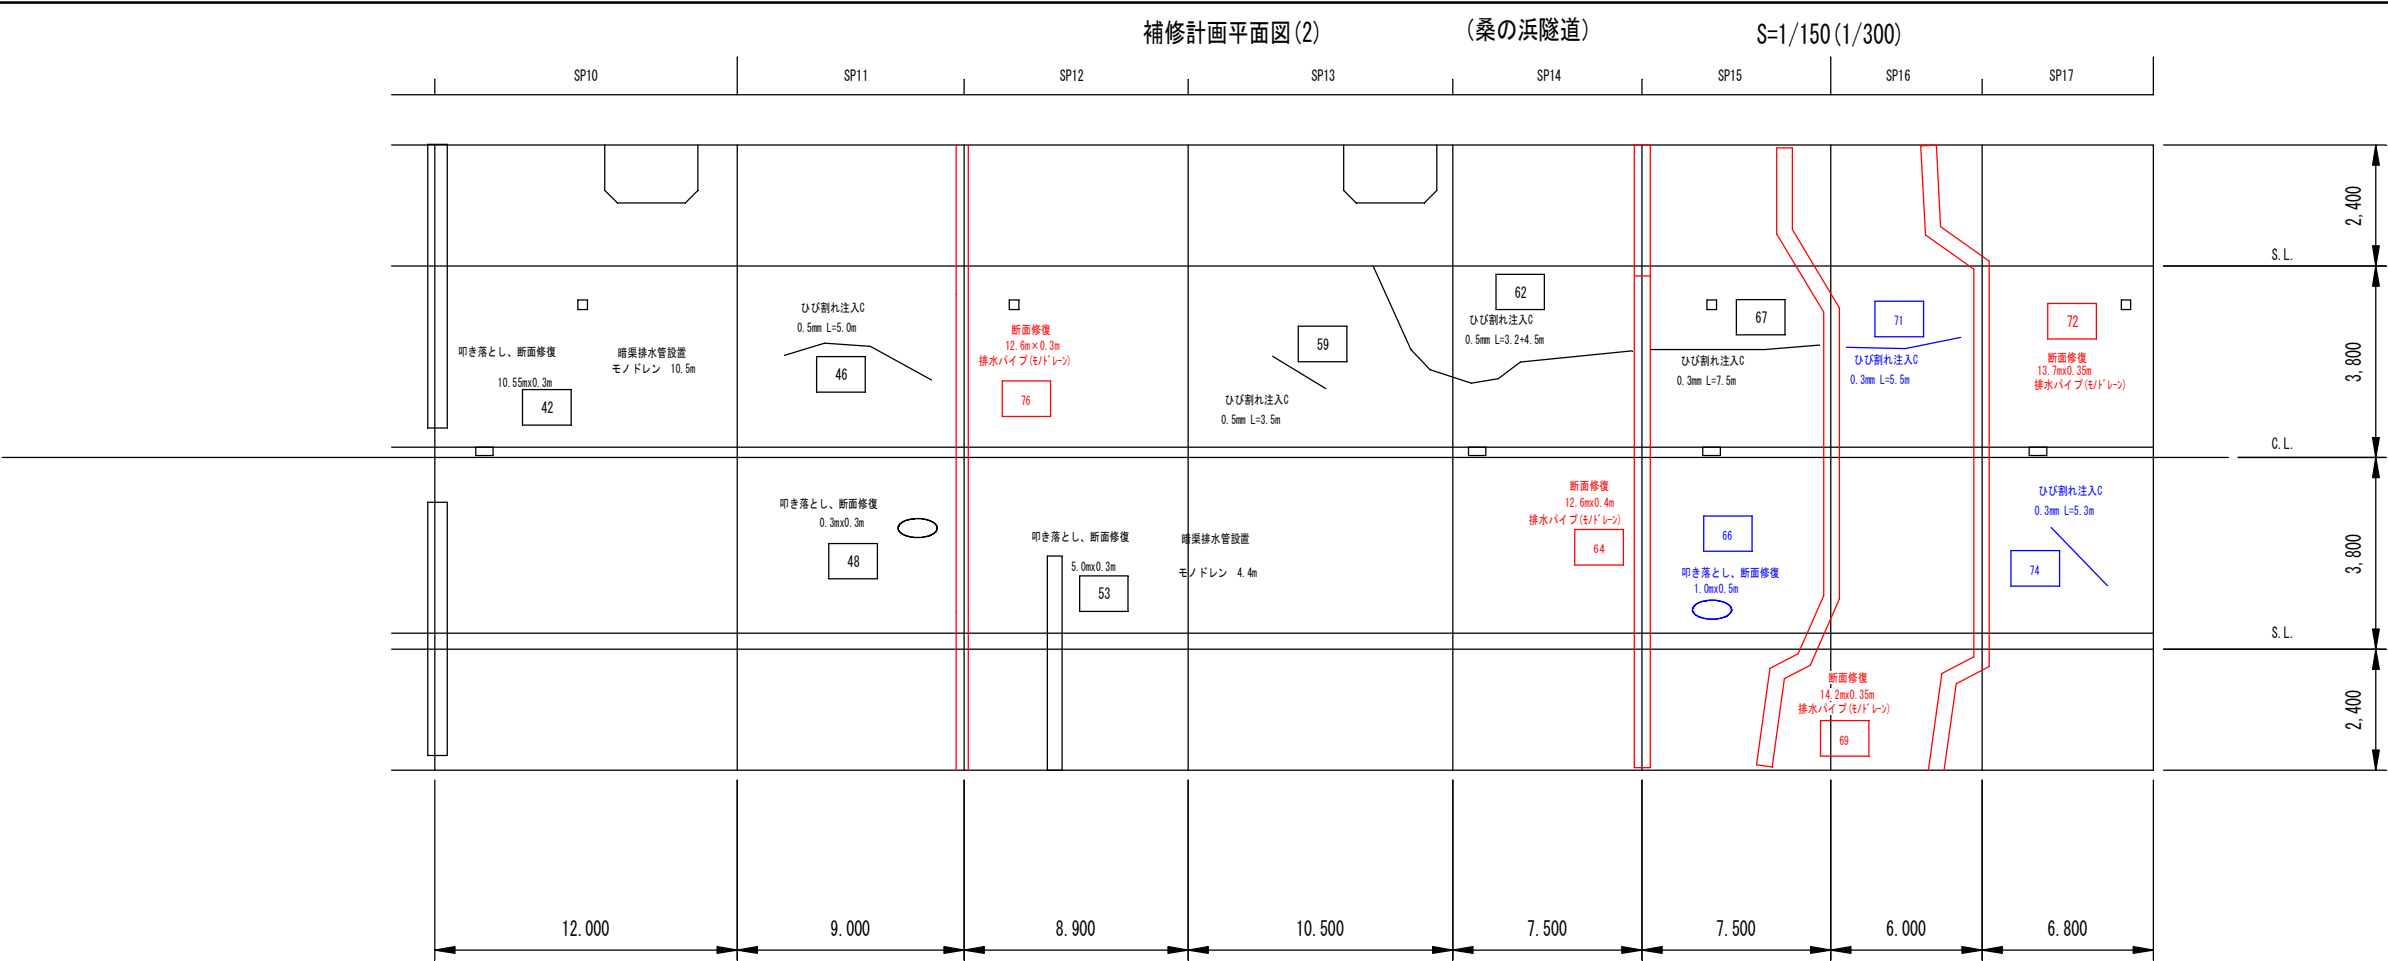 補修計画平面図(2) (桑の浜隧道) S=1/150(1/300)
SP10 SP11 SP12 SP13 SP14 SP15 SP16 SP17
2,400
S.L.
叩き落とし、断面修復
10.55mx0.3m
42
暗渠排水管設置
モノドレン 10.5m
ひび割れ注入C
0.5mm L=5.0m
46
断面修復
12.6m×0.3m
排水パイプ(モノドレーン)
76
59
ひび割れ注入C
0.5mm L=3.5m
62
ひび割れ注入C
0.5mm L=3.2+4.5m
67
ひび割れ注入C
0.3mm L=7.5m
71
ひび割れ注入C
0.3mm L=5.5m
72
断面修復
13.7mx0.35m
排水パイプ(モノドレーン)
3,800
C.L.
叩き落とし、断面修復
0.3mx0.3m
48
叩き落とし、断面修復
5.0mx0.3m
53
暗渠排水管設置
モノドレン 4.4m
断面修復
12.6mx0.4m
排水パイプ(モノドレーン)
64
66
叩き落とし、断面修復
1.0mx0.5m
ひび割れ注入C
0.3mm L=5.3m
74
3,800
S.L.
断面修復
14.2mx0.35m
排水パイプ(モノドレーン)
69
2,400
12.000 9.000 8.900 10.500 7.500 7.500 6.000 6.800